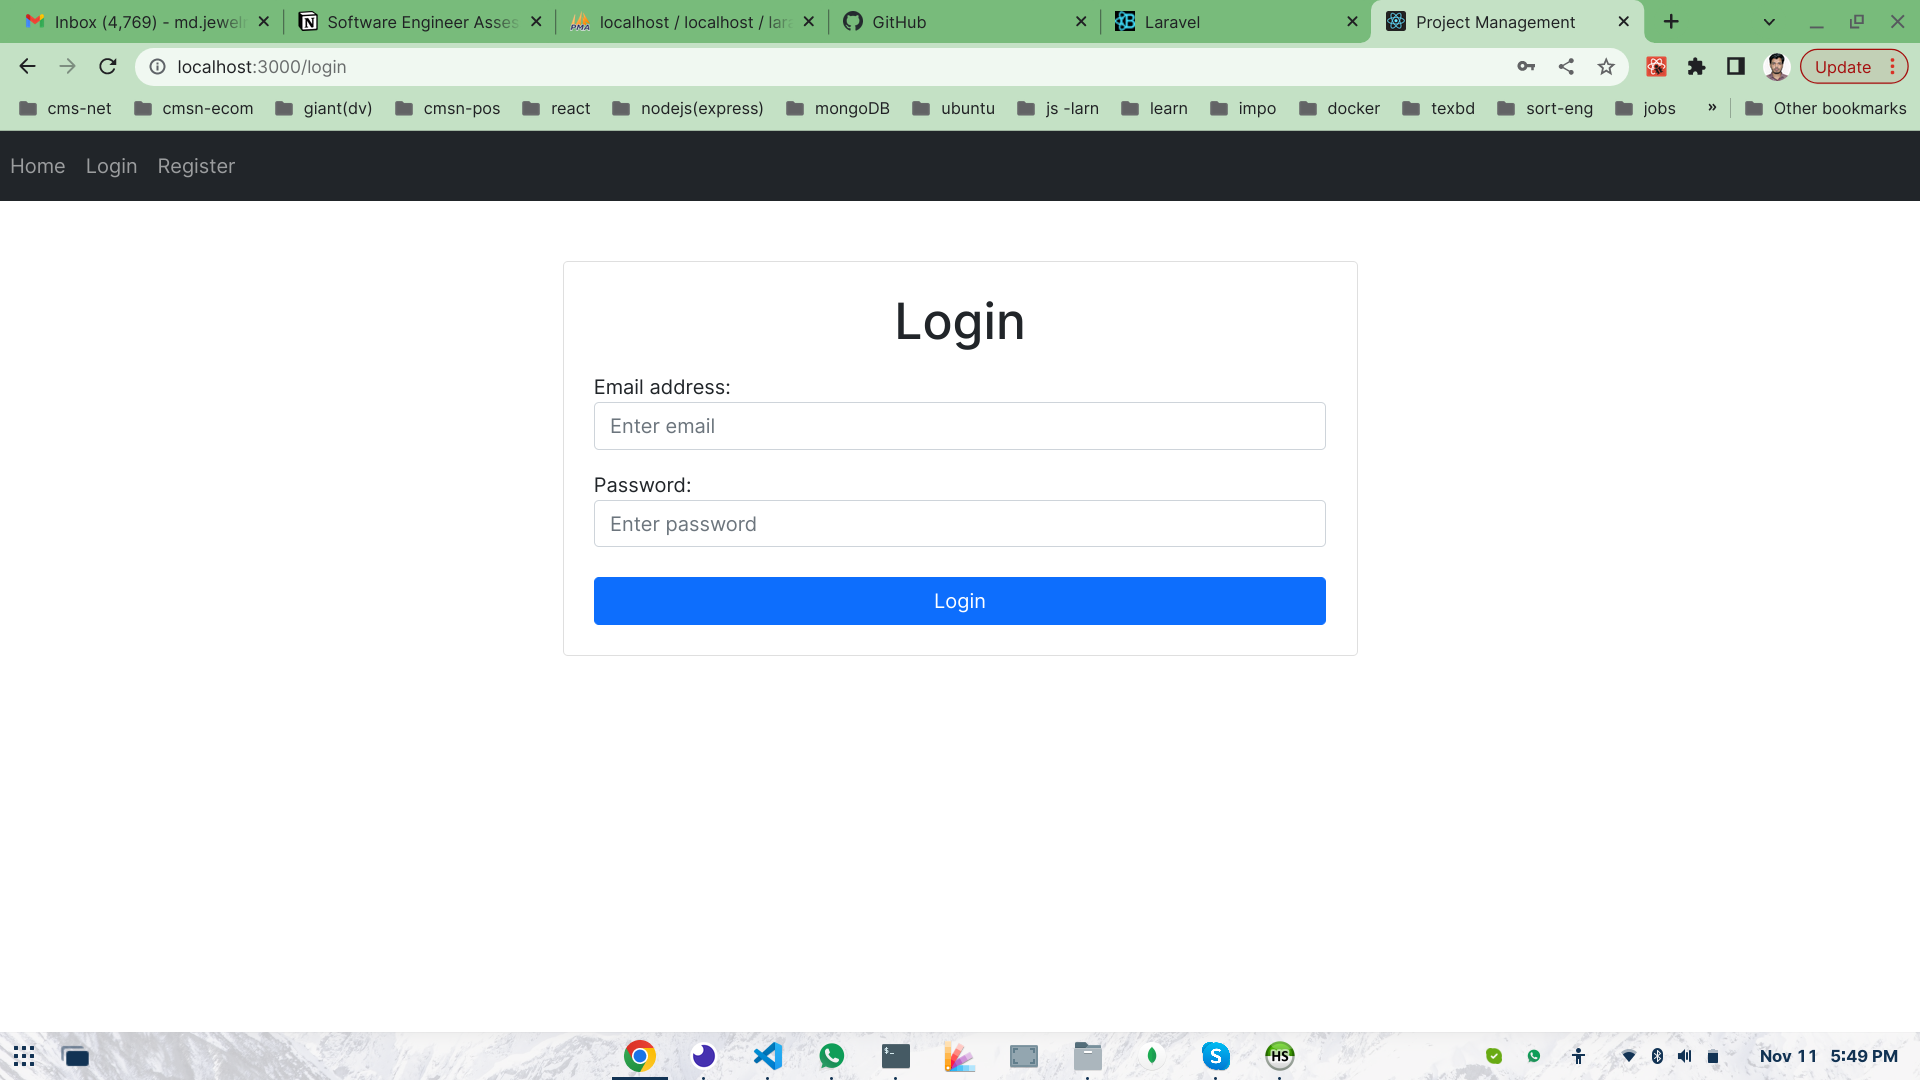 Inbox (4,769) - md.jewelr
Software Engineer Asses
localhost / localhost / lara
GitHub
Laravel
Project Management
localhost:3000/login
Update
cms-net
cmsn-ecom
giant(dv)
cmsn-pos
react
nodejs(express)
mongoDB
ubuntu
js -larn
learn
impo
docker
texbd
sort-eng
jobs
»
Other bookmarks
Home
Login
Register
Login
Email address:
Enter email
Password:
Enter password
Login
Nov 11 5:49 PM